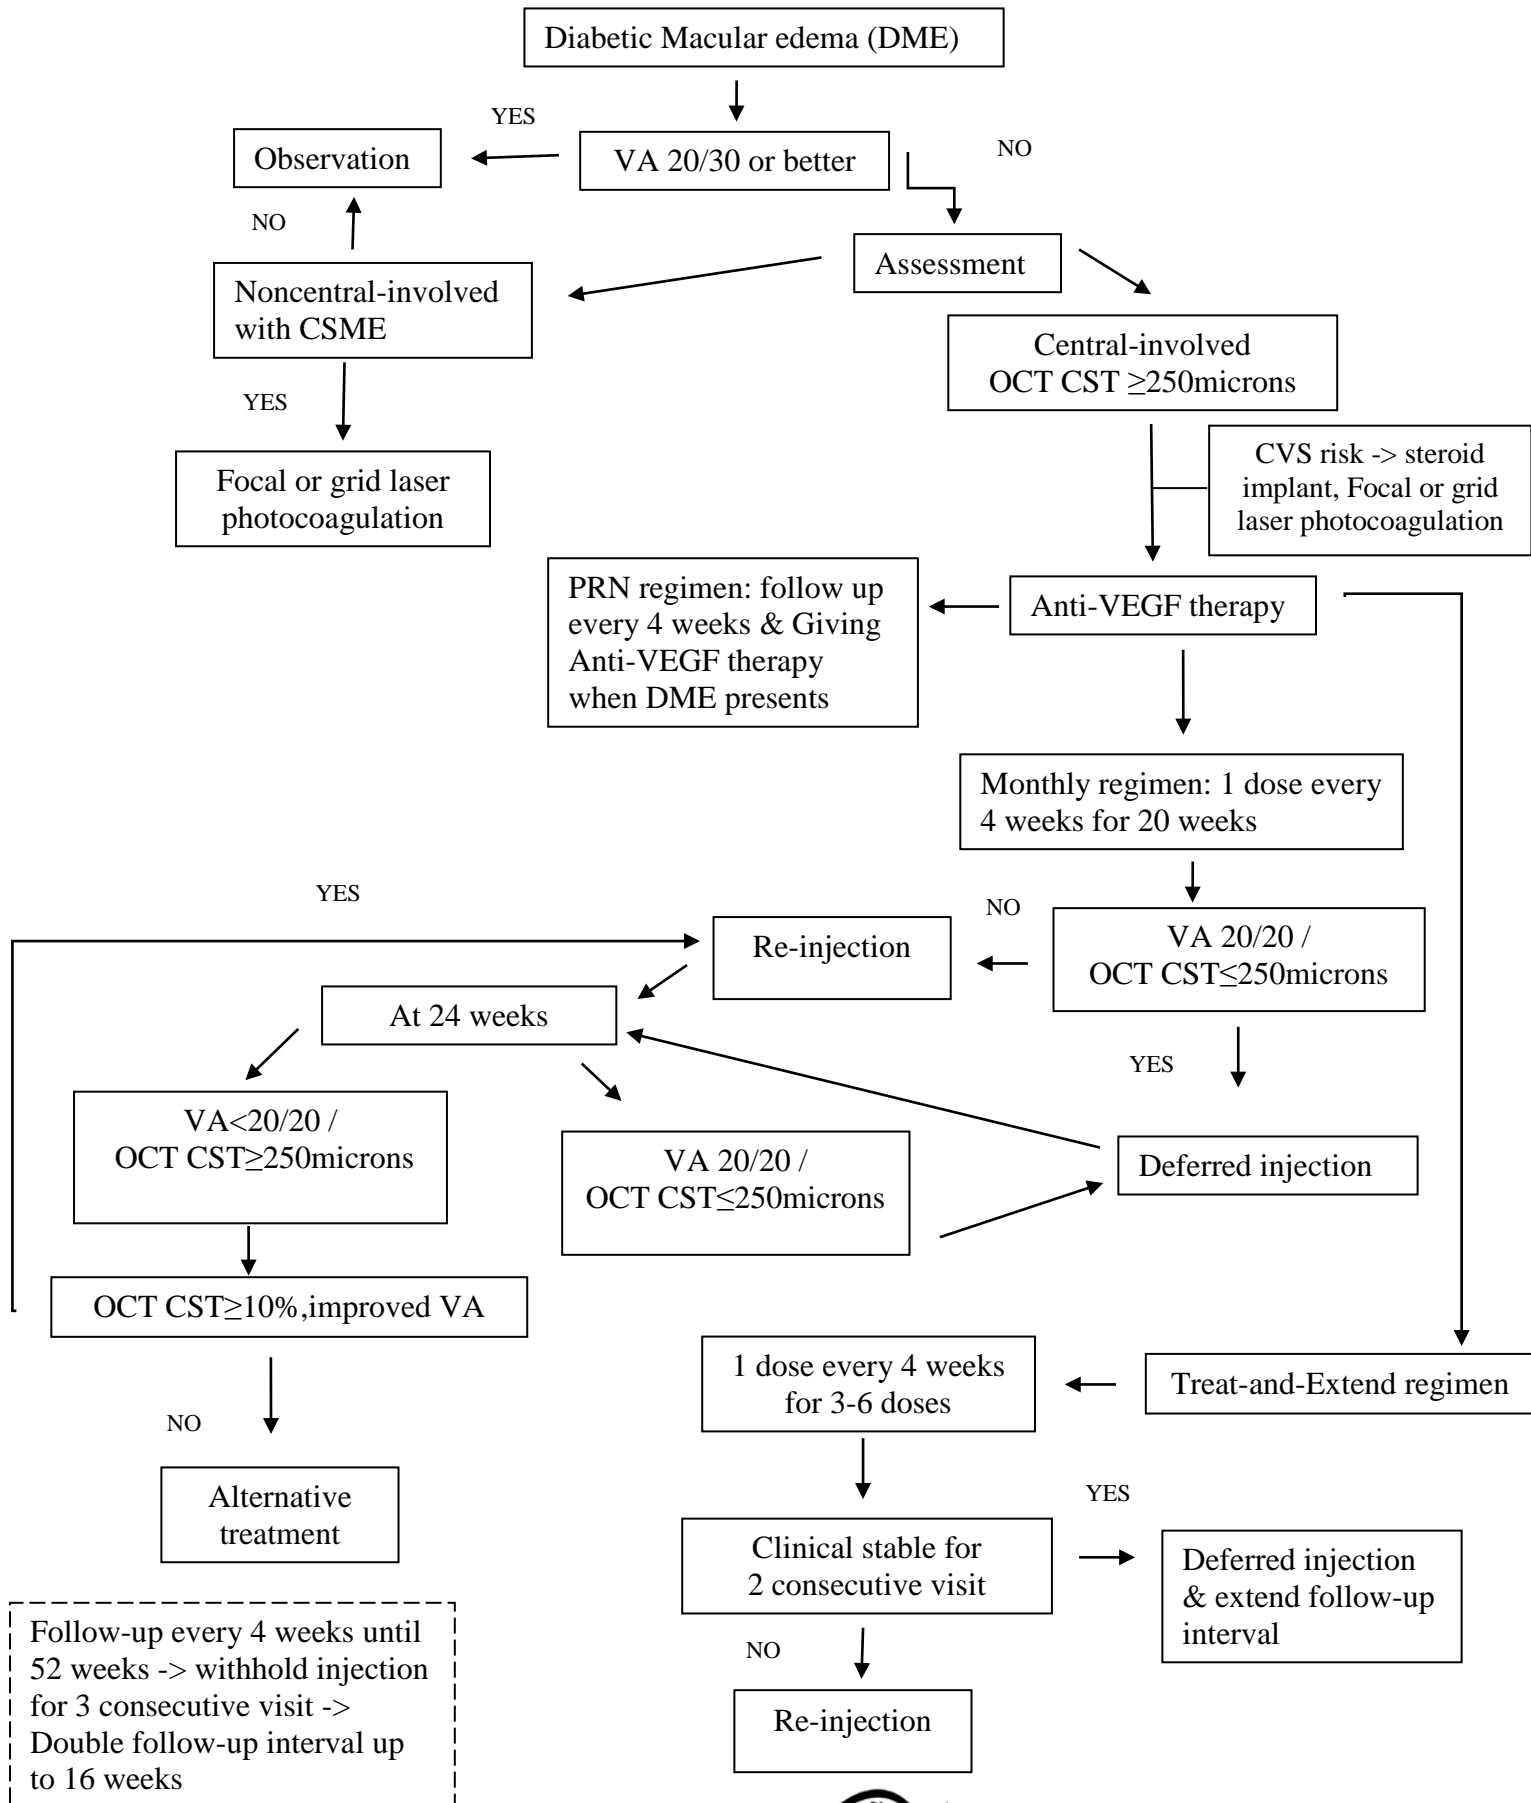 Diabetic Macular edema (DME)
YES
Observation
VA 20/30 or better
NO
NO
Assessment
Noncentral-involved
with CSME
Central-involved
OCT CST ≥250microns
YES
CVS risk -> steroid
implant, Focal or grid
laser photocoagulation
Focal or grid laser
photocoagulation
PRN regimen: follow up
every 4 weeks & Giving
Anti-VEGF therapy
when DME presents
Anti-VEGF therapy
Monthly regimen: 1 dose every
4 weeks for 20 weeks
YES
NO
Re-injection
VA 20/20 /
OCT CST≤250microns
At 24 weeks
YES
VA<20/20 /
OCT CST≥250microns
VA 20/20 /
OCT CST≤250microns
Deferred injection
OCT CST≥10%,improved VA
1 dose every 4 weeks
for 3-6 doses
Treat-and-Extend regimen
NO
Alternative
treatment
YES
Clinical stable for
2 consecutive visit
Deferred injection
& extend follow-up
interval
Follow-up every 4 weeks until
52 weeks -> withhold injection
for 3 consecutive visit ->
Double follow-up interval up
to 16 weeks
NO
Re-injection